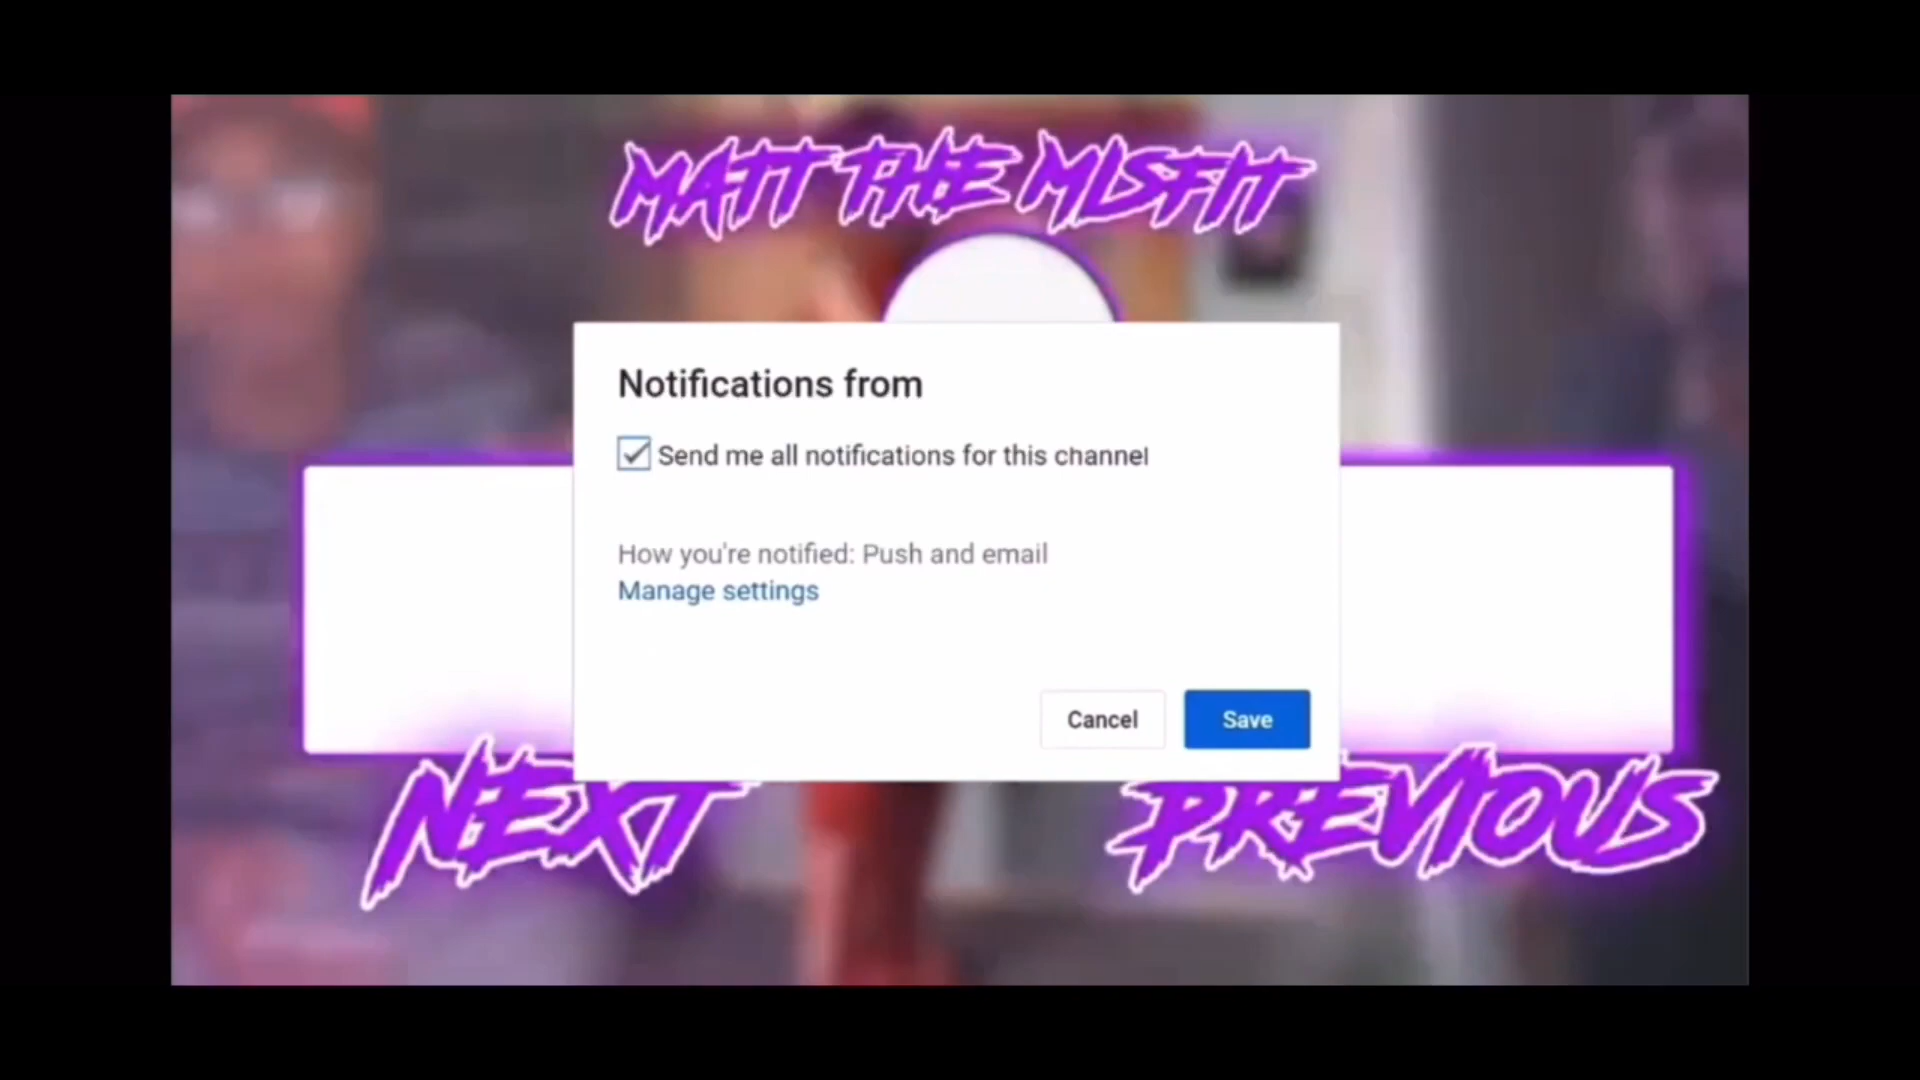 MATT THE MISFIT
Notifications from
Send me all notifications for this channel
How you're notified: Push and email
Manage settings
Cancel
Save
NEXT
PREVIOUS